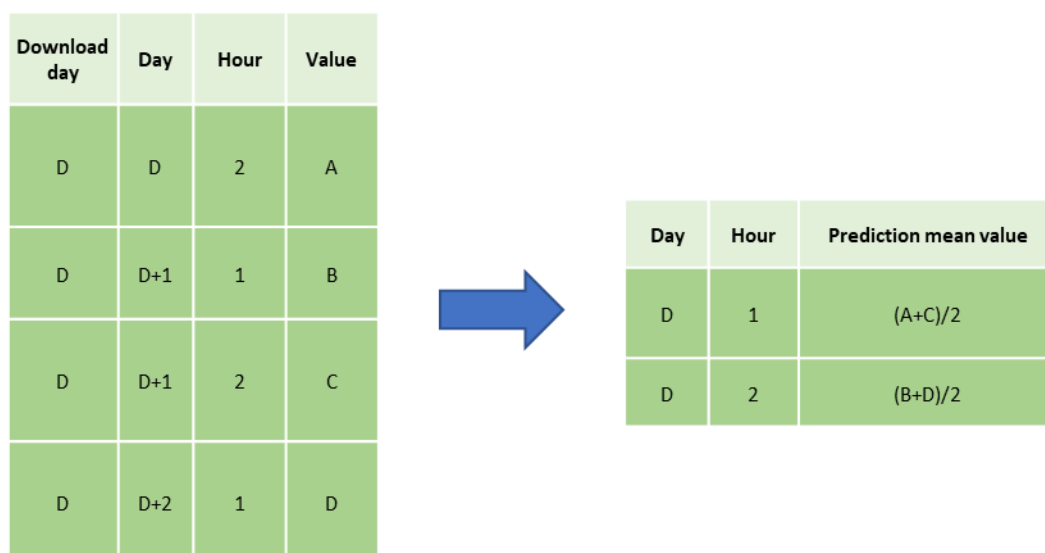 Download day Day Hour Value
D D 2 A
D D+1 1 B
D D+1 2 C
D D+2 1 D
Day Hour Prediction mean value
D 1 (A+C)/2
D 2 (B+D)/2